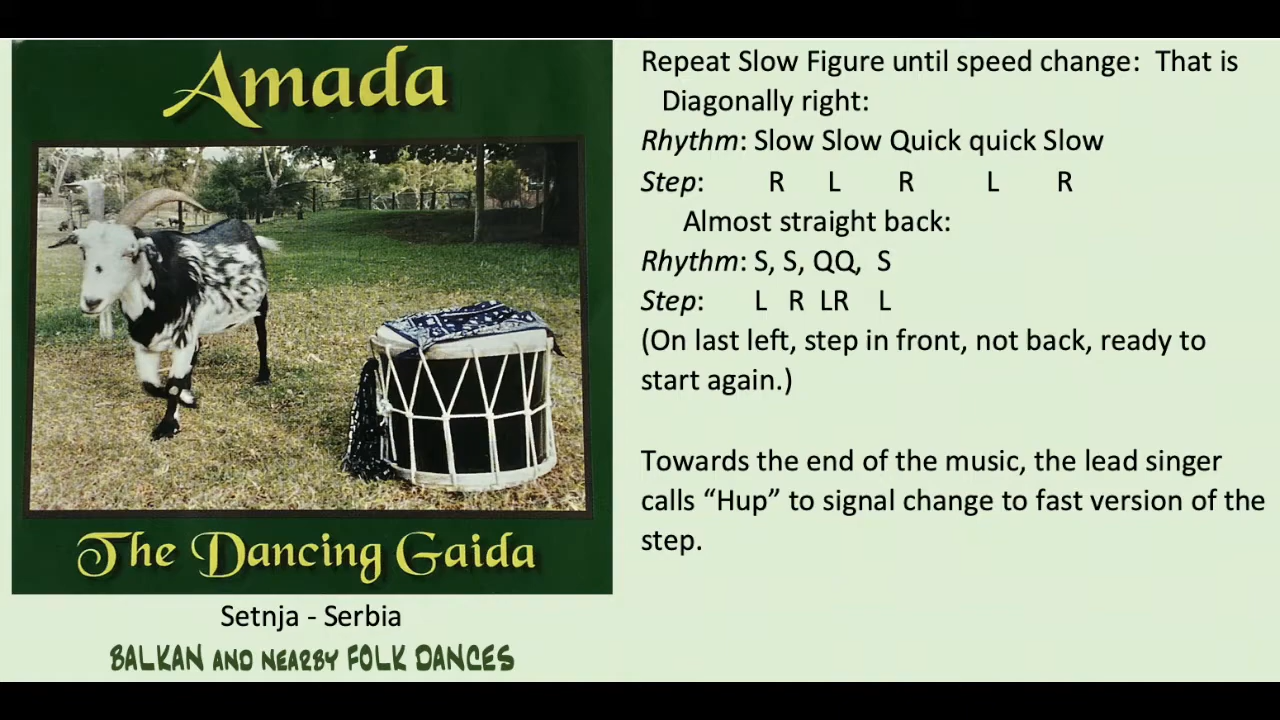 Amada
The Dancing Gaida
Setnja - Serbia
BALKAN AND NEARBY FOLK DANCES
Repeat Slow Figure until speed change: That is
Diagonally right:
Rhythm: Slow Slow Quick quick Slow
Step: R L R L R
Almost straight back:
Rhythm: S, S, QQ, S
Step: L R LR L
(On last left, step in front, not back, ready to
start again.)
Towards the end of the music, the lead singer
calls “Hup” to signal change to fast version of the
step.